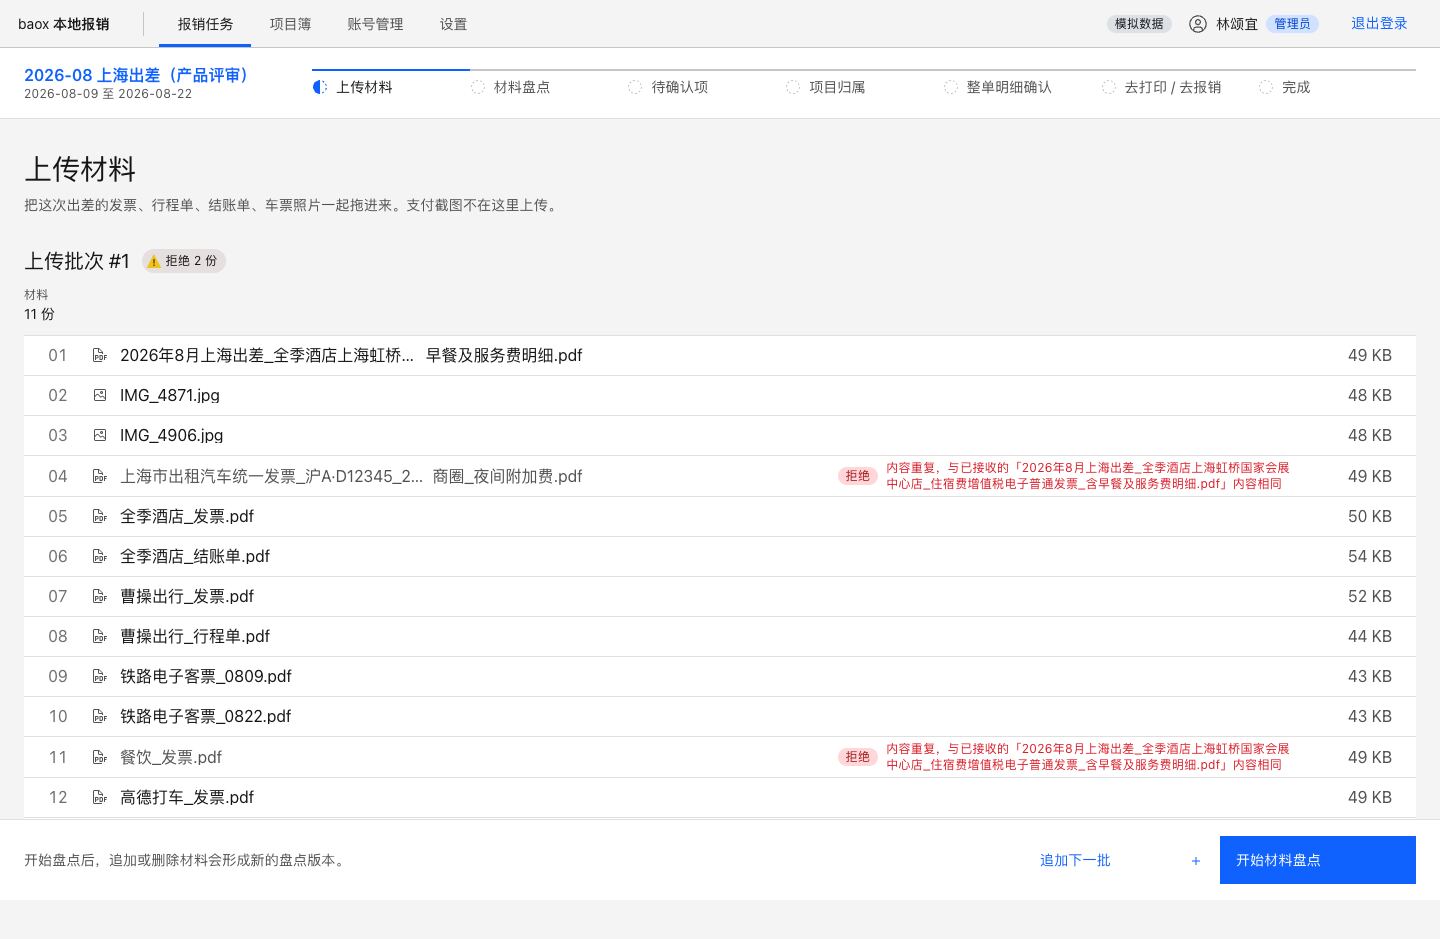 baox 本地报销
报销任务
项目簿
账号管理
设置
模拟数据
林颂宜
管理员
退出登录
2026-08 上海出差（产品评审）
2026-08-09 至 2026-08-22
上传材料
材料盘点
待确认项
项目归属
整单明细确认
去打印 / 去报销
完成
上传材料
把这次出差的发票、行程单、结账单、车票照片一起拖进来。支付截图不在这里上传。
上传批次 #1
拒绝 2 份
材料
11 份
01 2026年8月上海出差_全季酒店上海虹桥… 早餐及服务费明细.pdf 49 KB
02 IMG_4871.jpg 48 KB
03 IMG_4906.jpg 48 KB
04 上海市出租汽车统一发票_沪A·D12345_2… 商圈_夜间附加费.pdf 拒绝 内容重复，与已接收的「2026年8月上海出差_全季酒店上海虹桥国家会展 49 KB
中心店_住宿费增值税电子普通发票_含早餐及服务费明细.pdf」内容相同
05 全季酒店_发票.pdf 50 KB
06 全季酒店_结账单.pdf 54 KB
07 曹操出行_发票.pdf 52 KB
08 曹操出行_行程单.pdf 44 KB
09 铁路电子客票_0809.pdf 43 KB
10 铁路电子客票_0822.pdf 43 KB
11 餐饮_发票.pdf 拒绝 内容重复，与已接收的「2026年8月上海出差_全季酒店上海虹桥国家会展 49 KB
中心店_住宿费增值税电子普通发票_含早餐及服务费明细.pdf」内容相同
12 高德打车_发票.pdf 49 KB
开始盘点后，追加或删除材料会形成新的盘点版本。
追加下一批 +
开始材料盘点